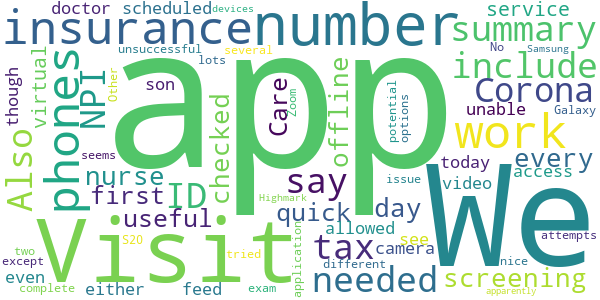 doctor scheduled devices service
insurance number summary
unsuccessful several No Samsung
though virtual Other son app Care Zoom offline potential options include
phones NPI Corona Galaxy
Also checked unable work every
seems nurse say today access
first ID quick day video issue
useful allowed We
Visit Highmark tax camera see attempts
except two S20 tried application different nice
even needed screening
complete either feed exam apparently